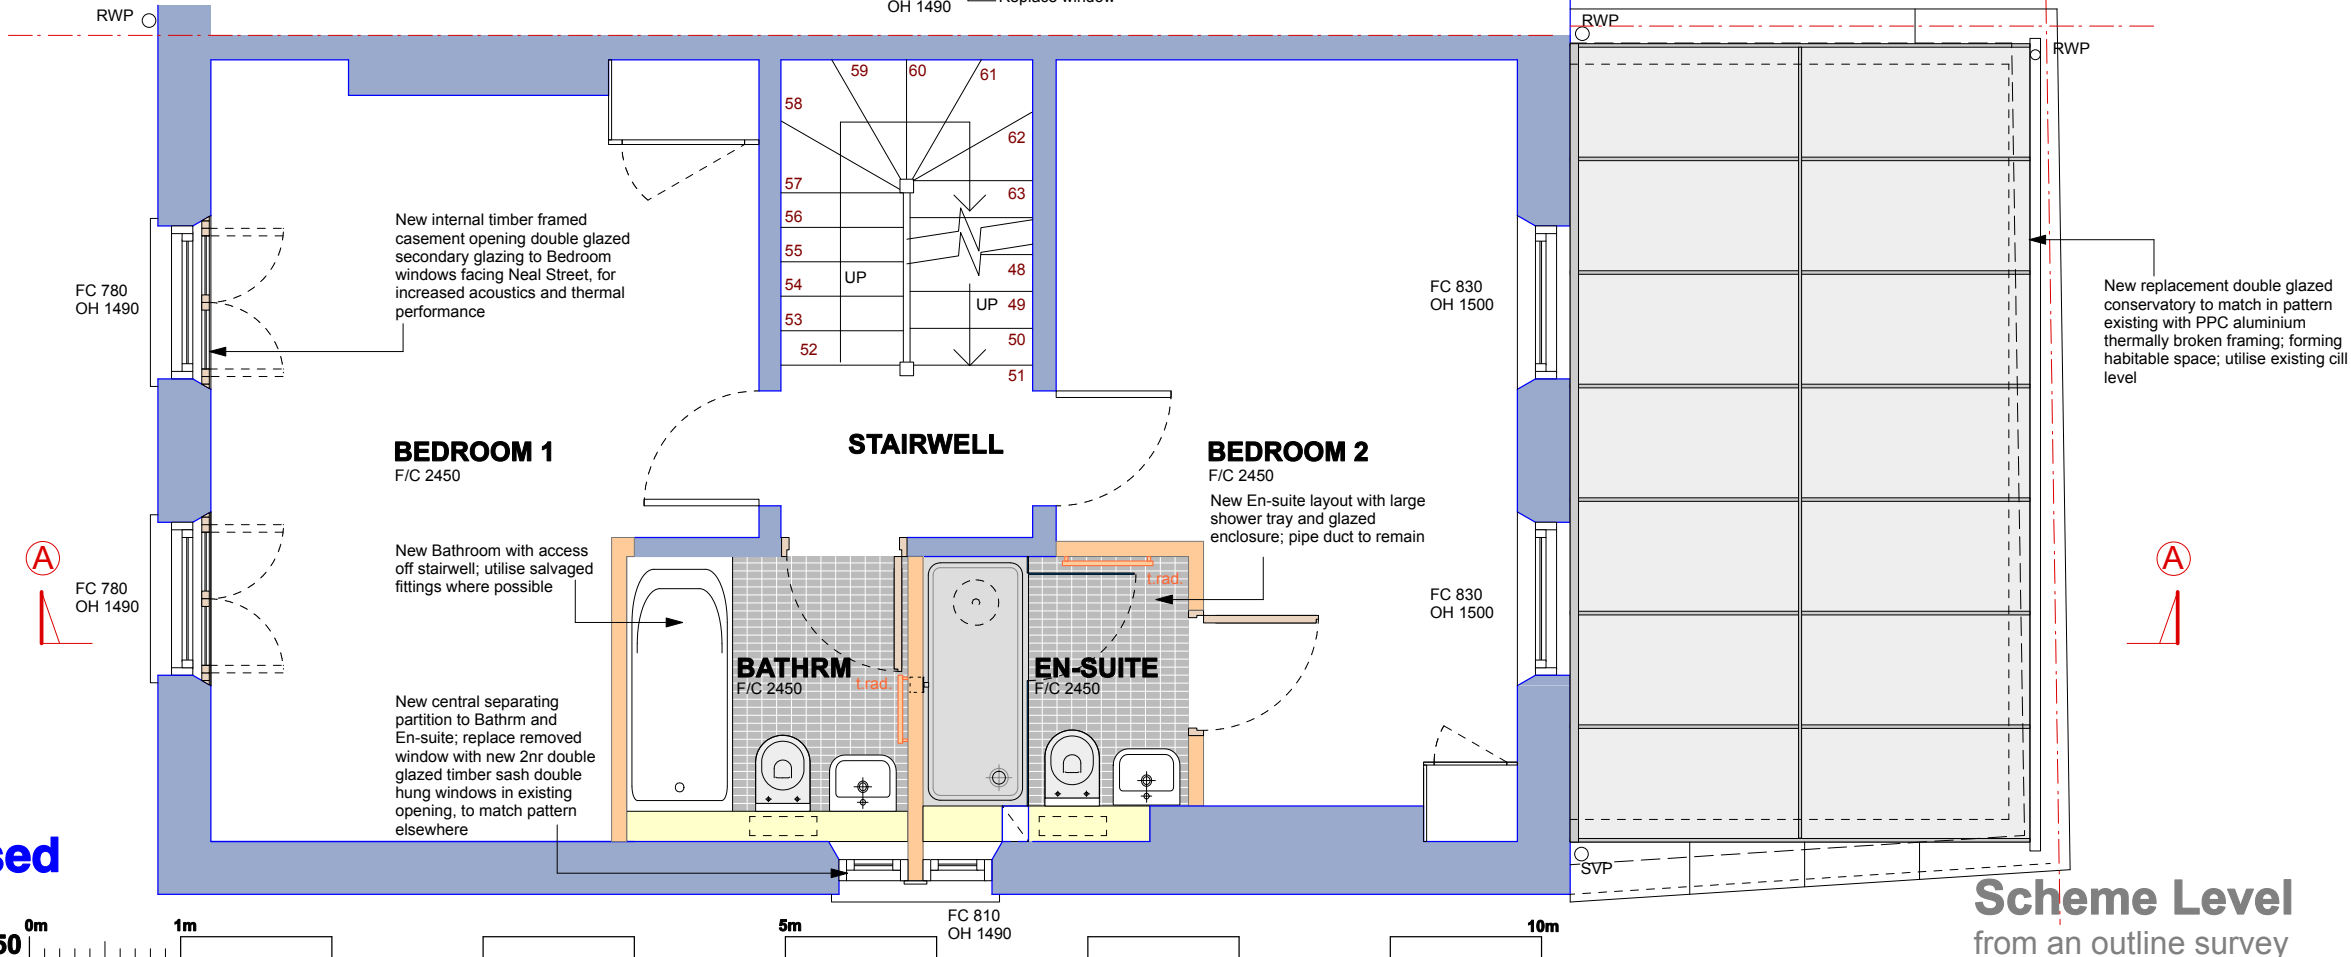 OH 1490
Replace window
RWP
RWP
RWP
59
60
61
58
62
57
63
56
55
54
UP
48
UP
49
53
50
52
51
New internal timber framed
casement opening double glazed
secondary glazing to Bedroom
windows facing Neal Street, for
increased acoustics and thermal
performance
FC 780
OH 1490
FC 830
OH 1500
New replacement double glazed
conservatory to match in pattern
existing with PPC aluminium
thermally broken framing; forming
habitable space; utilise existing cill
level
BEDROOM 1
F/C 2450
STAIRWELL
BEDROOM 2
F/C 2450
New En-suite layout with large
shower tray and glazed
enclosure; pipe duct to remain
New Bathroom with access
off stairwell; utilise salvaged
fittings where possible
A
A
FC 780
OH 1490
t.rad.
FC 830
OH 1500
BATHRM
F/C 2450
t.rad.
EN-SUITE
F/C 2450
New central separating
partition to Bathrm and
En-suite; replace removed
window with new 2nr double
glazed timber sash double
hung windows in existing
opening, to match pattern
elsewhere
sed
SVP
FC 810
OH 1490
Scheme Level
from an outline survey
50
0m
1m
5m
10m